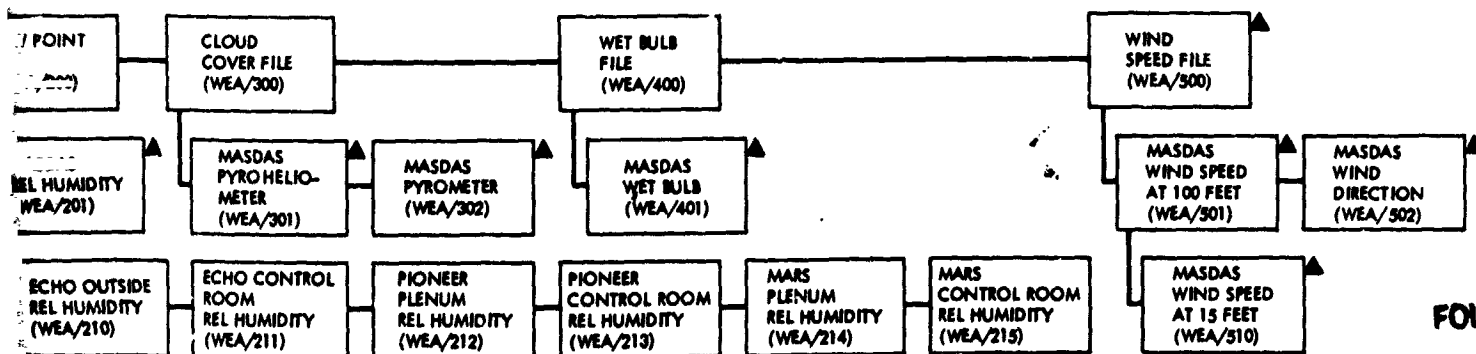 POINT
CLOUD
COVER FILE
(WEA/300)
WET BULB
FILE
(WEA/400)
WIND
SPEED FILE
(WEA/500)
REL HUMIDITY
(WEA/201)
MASDAS
PYROHELIO-
METER
(WEA/301)
MASDAS
PYROMETER
(WEA/302)
MASDAS
WET BULB
(WEA/401)
MASDAS
WIND SPEED
AT 100 FEET
(WEA/501)
MASDAS
WIND
DIRECTION
(WEA/502)
ECHO OUTSIDE
REL HUMIDITY
(WEA/210)
ECHO CONTROL
ROOM
REL HUMIDITY
(WEA/211)
PIONEER
PLENUM
REL HUMIDITY
(WEA/212)
PIONEER
CONTROL ROOM
REL HUMIDITY
(WEA/213)
MARS
PLENUM
REL HUMIDITY
(WEA/214)
MARS
CONTROL ROOM
REL HUMIDITY
(WEA/215)
MASDAS
WIND SPEED
AT 15 FEET
(WEA/510)